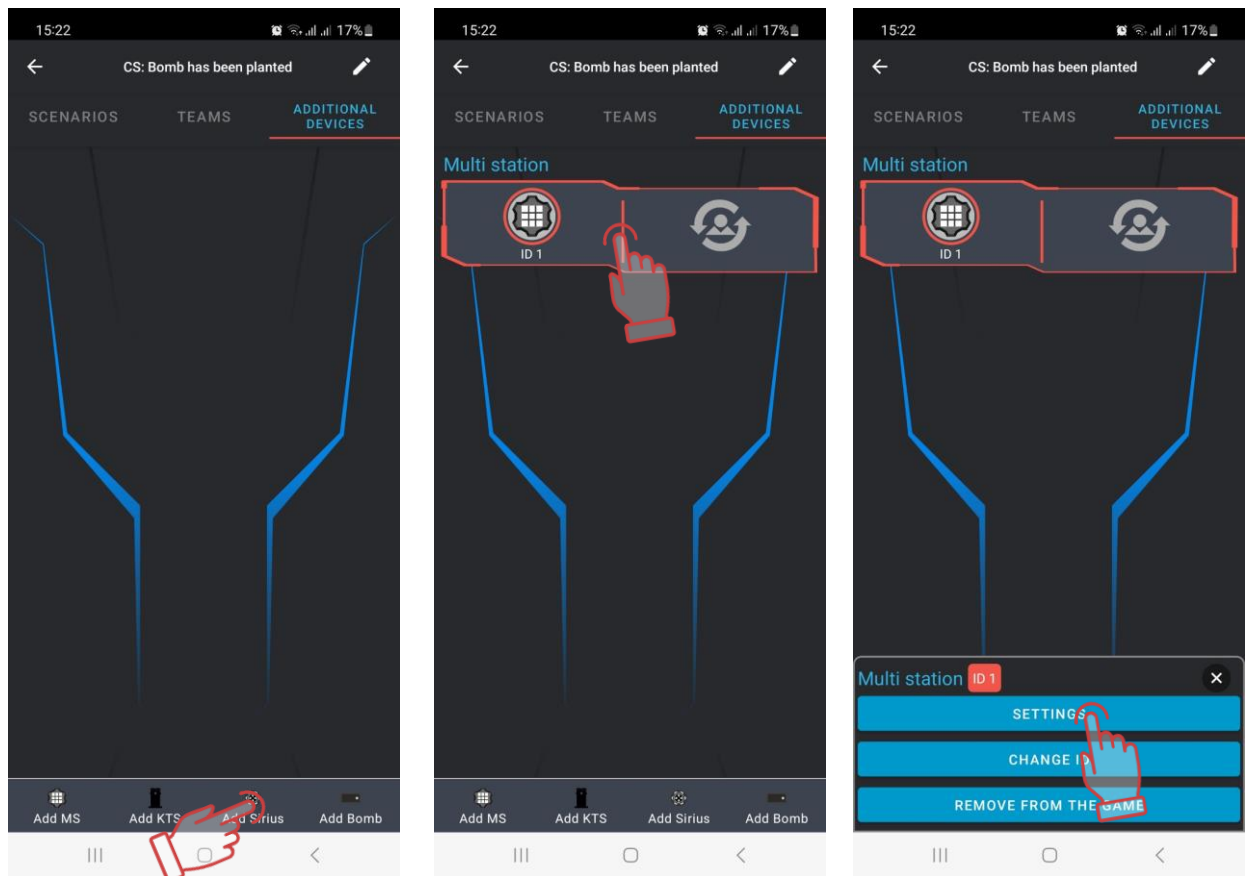 15:22
17%
CS: Bomb has been planted
SCENARIOS
TEAMS
ADDITIONAL
DEVICES
Add MS
Add KTS
Add Sirius
Add Bomb
15:22
17%
CS: Bomb has been planted
SCENARIOS
TEAMS
ADDITIONAL
DEVICES
Multi station
ID 1
Add MS
Add KTS
Add Sirius
Add Bomb
15:22
17%
CS: Bomb has been planted
SCENARIOS
TEAMS
ADDITIONAL
DEVICES
Multi station
ID 1
Multi station ID 1
SETTINGS
CHANGE ID
REMOVE FROM THE GAME